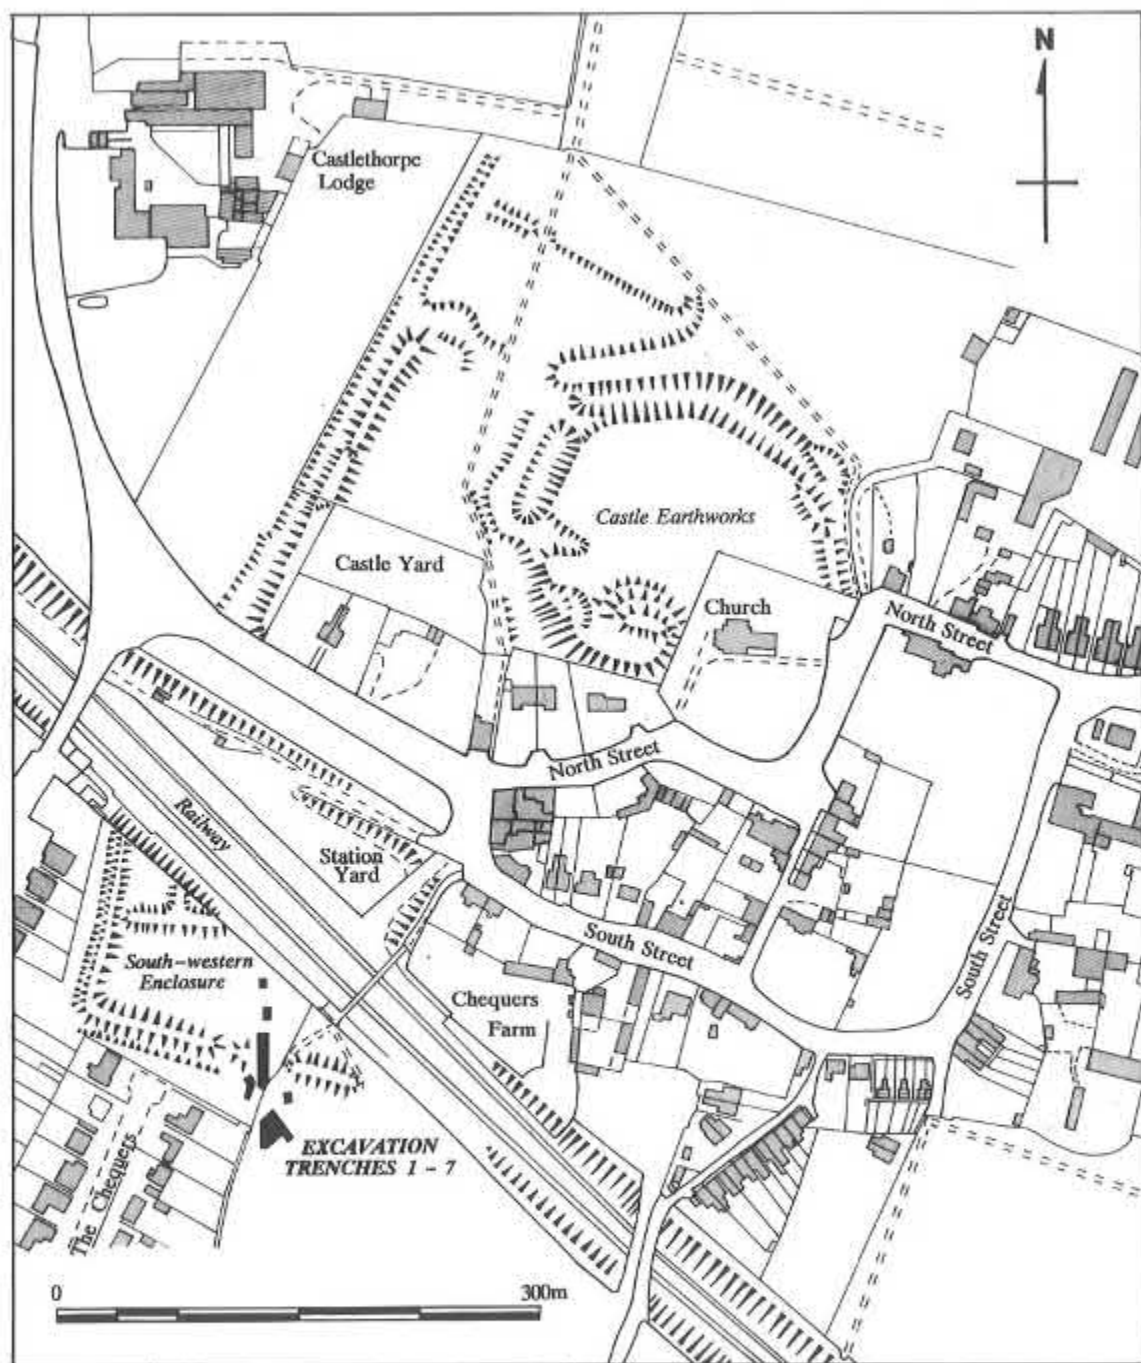 N
Castlethorpe
Lodge
Castle Earthworks
Castle Yard
Church
North Street
North Street
Railway
Station
Yard
South Street
South Street
South-western
Enclosure
Chequers
Farm
EXCAVATION
TRENCHES 1 - 7
The Chequers
0
300m